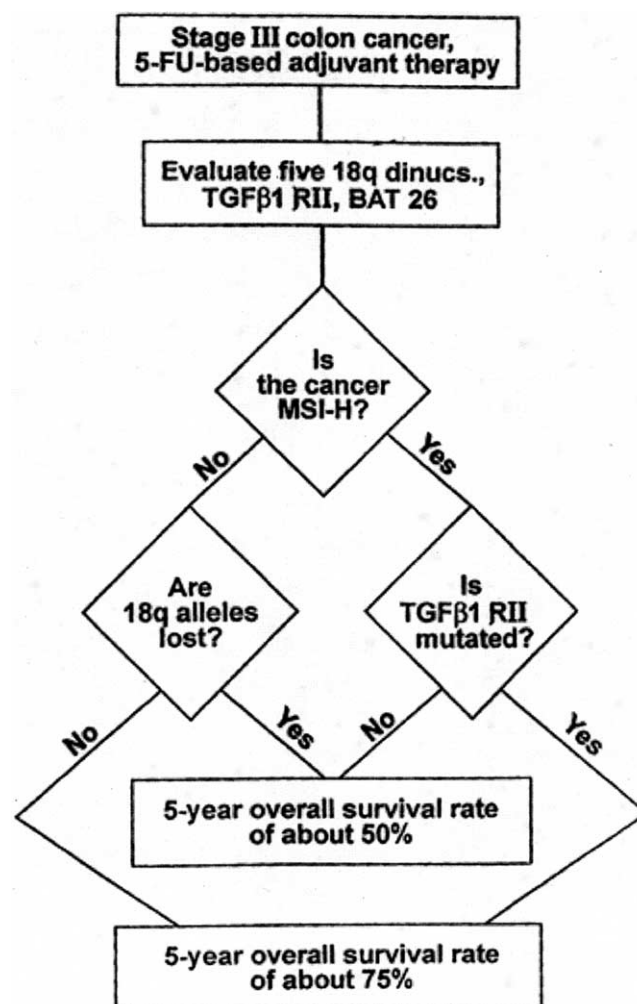 Stage III colon cancer,
5-FU-based adjuvant therapy
Evaluate five 18q dinucs.,
TGFβ1 RII, BAT 26
Is
the cancer
MSI-H?
No
Yes
Are
18q alleles
lost?
Is
TGFβ1 RII
mutated?
No
Yes
No
Yes
5-year overall survival rate
of about 50%
5-year overall survival rate
of about 75%